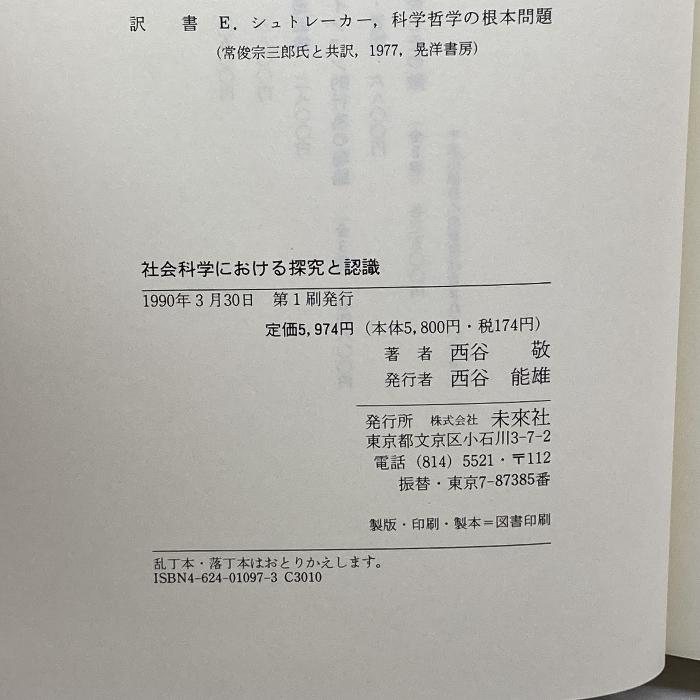 訳　書　E. シュトレーカー, 科学哲学の根本問題
（常俊宗三郎氏と共訳, 1977, 晃洋書房）
社会科学における探究と認識
1990年3月30日　第1刷発行
定価5,974円（本体5,800円・税174円）
著　者　西谷　敬
発行者　西谷　能雄
発行所　株式会社　未來社
東京都文京区小石川3-7-2
電話（814）5521・〒112
振替・東京7-87385番
製版・印刷・製本＝図書印刷
乱丁本・落丁本はおとりかえします。
ISBN4-624-01097-3 C3010